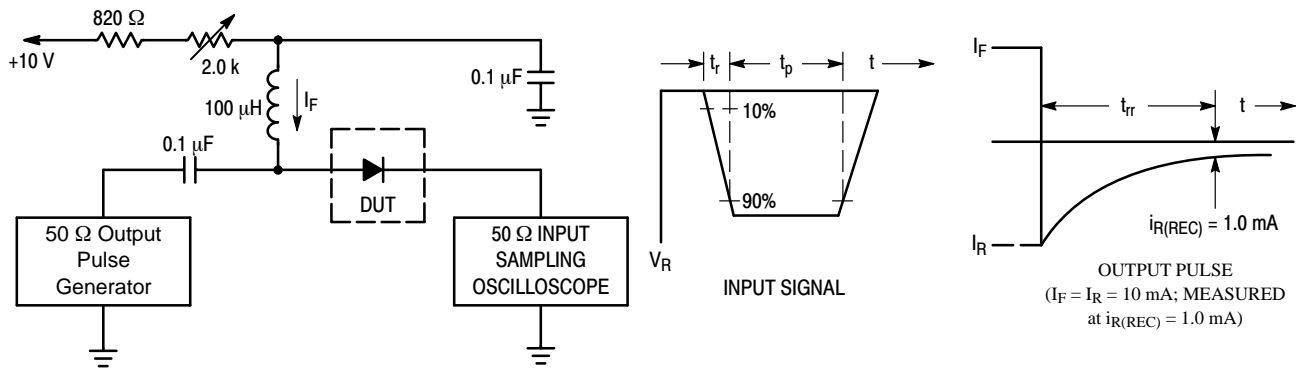 820 Ω
+10 V
2.0 k
100 μH
I_F
0.1 μF
0.1 μF
DUT
50 Ω Output
Pulse
Generator
50 Ω INPUT
SAMPLING
OSCILLOSCOPE
t_r
t_p
t
10%
90%
V_R
INPUT SIGNAL
I_F
t_rr
t
i_R(REC) = 1.0 mA
I_R
OUTPUT PULSE
(I_F = I_R = 10 mA; MEASURED
at i_R(REC) = 1.0 mA)